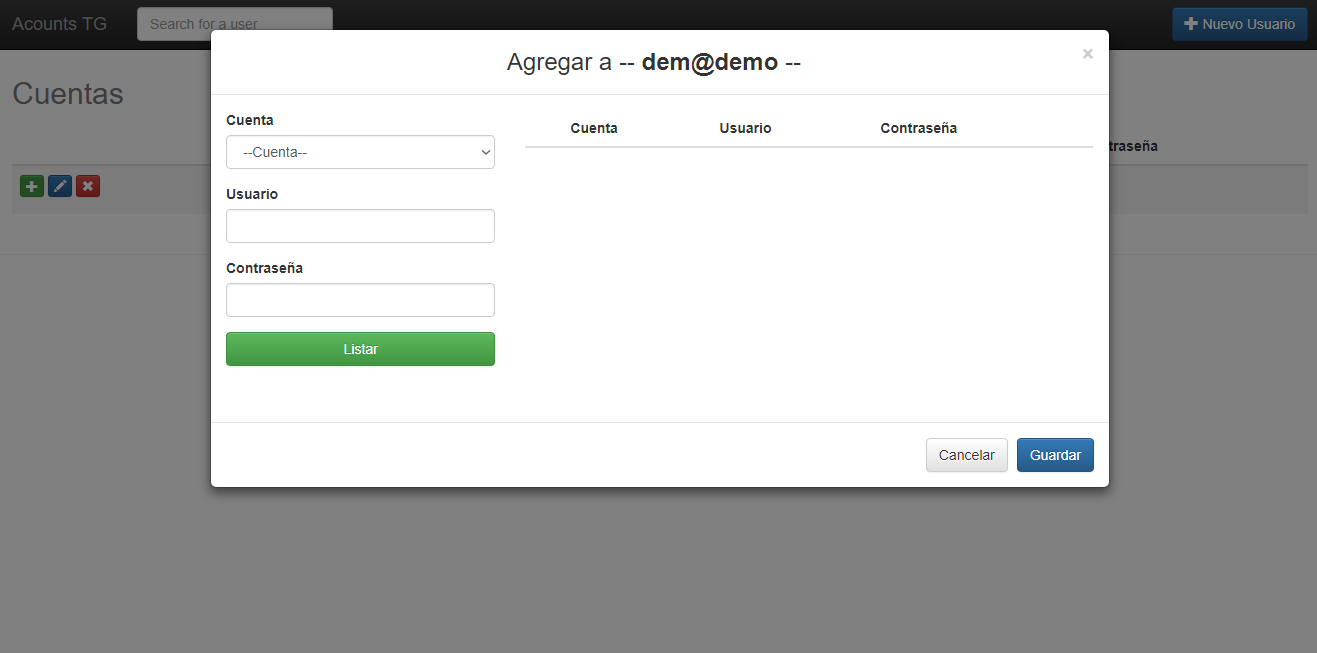 Acounts TG
Search for a user
Nuevo Usuario
Agregar a -- dem@demo --
×
Cuentas
Cuenta
--Cuenta--
Usuario
Contraseña
Listar
Cuenta Usuario Contraseña
traseña
Cancelar Guardar